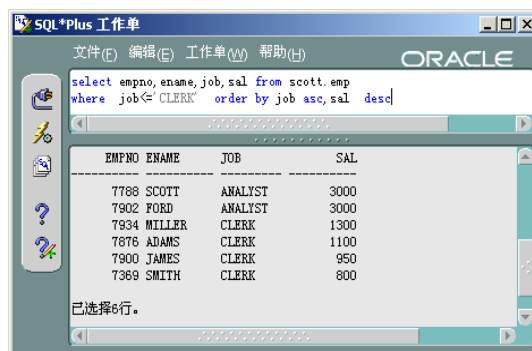 SQL*Plus 工作单
文件(F) 编辑(E) 工作单(W) 帮助(H)
ORACLE
select empno,ename,job,sal from scott.emp
where job<='CLERK' order by job asc,sal desc
EMPNO ENAME JOB SAL
---------- ---------- --------- ----------
7788 SCOTT ANALYST 3000
7902 FORD ANALYST 3000
7934 MILLER CLERK 1300
7876 ADAMS CLERK 1100
7900 JAMES CLERK 950
7369 SMITH CLERK 800
已选择6行。